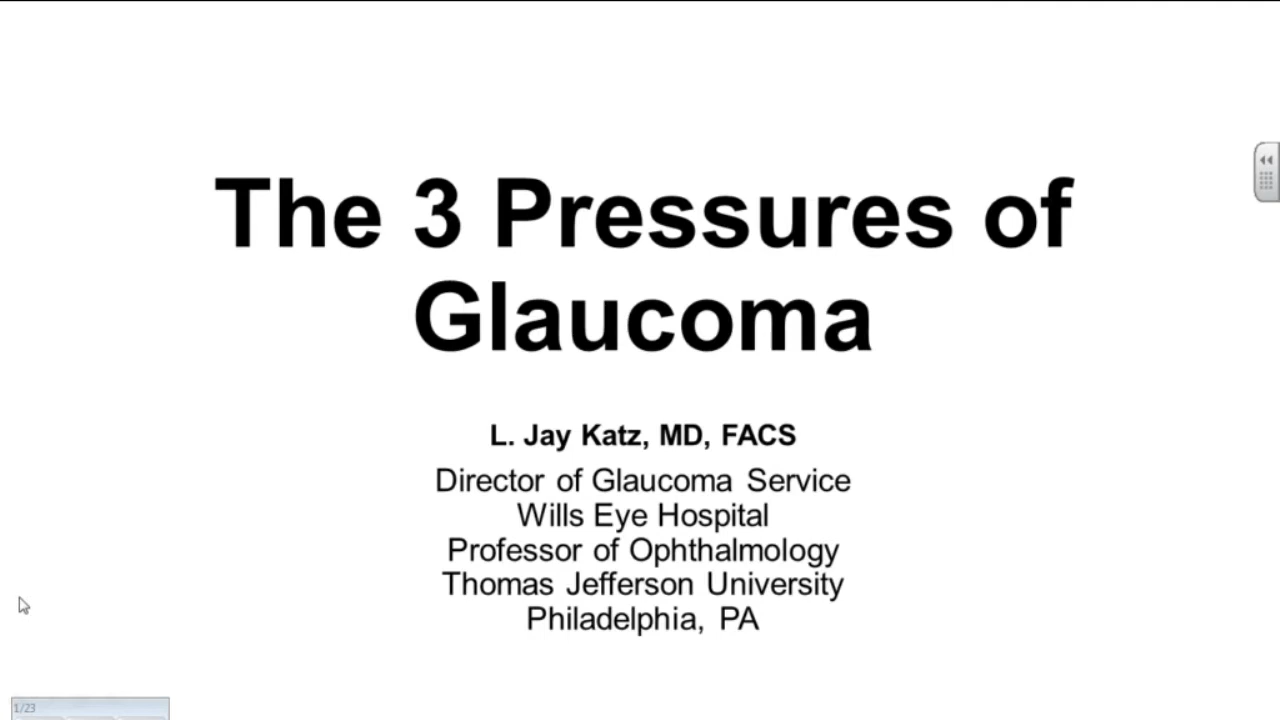 The 3 Pressures of
Glaucoma
L. Jay Katz, MD, FACS
Director of Glaucoma Service
Wills Eye Hospital
Professor of Ophthalmology
Thomas Jefferson University
Philadelphia, PA
1/23